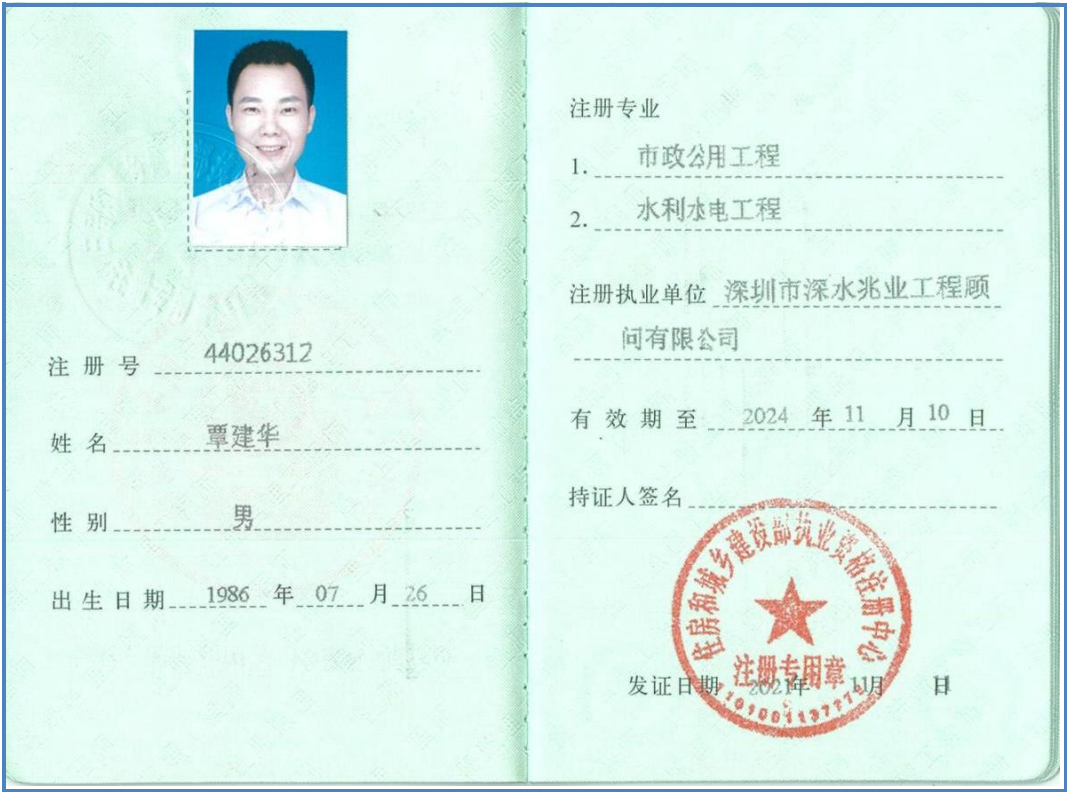 注册号 44026312
姓名 覃建华
性别 男
出生日期 1986 年 07 月 26 日
注册专业
1. 市政公用工程
2. 水利水电工程
注册执业单位 深圳市深水兆业工程顾
问有限公司
有效期至 2024 年 11 月 10 日
持证人签名
住房和城乡建设部执业资格注册中心
注册专用章
发证日期 2021年 11月 日